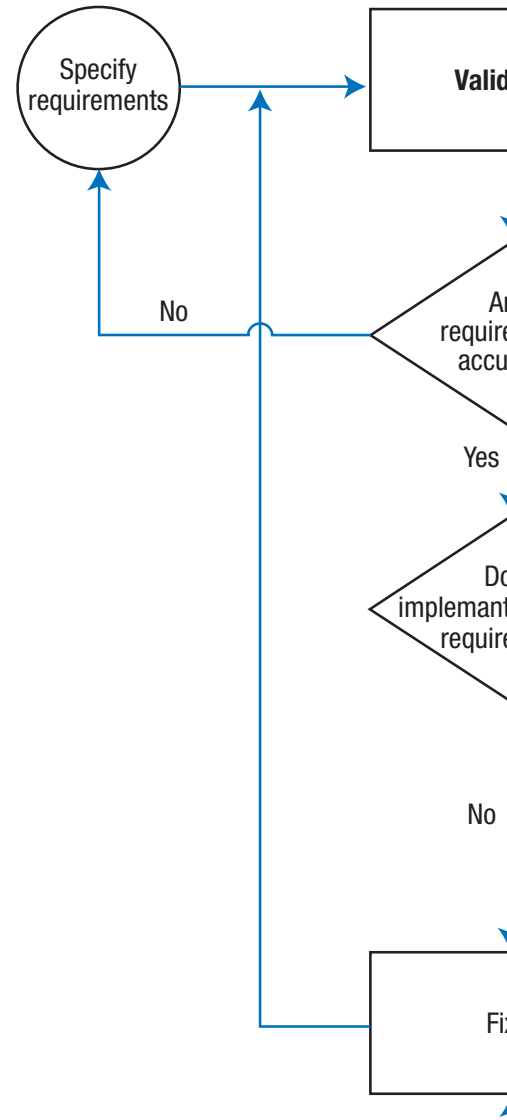 Specify
requirements
Valid
No
Ar
require
accu
Yes
Do
implemant
require
No
Fix